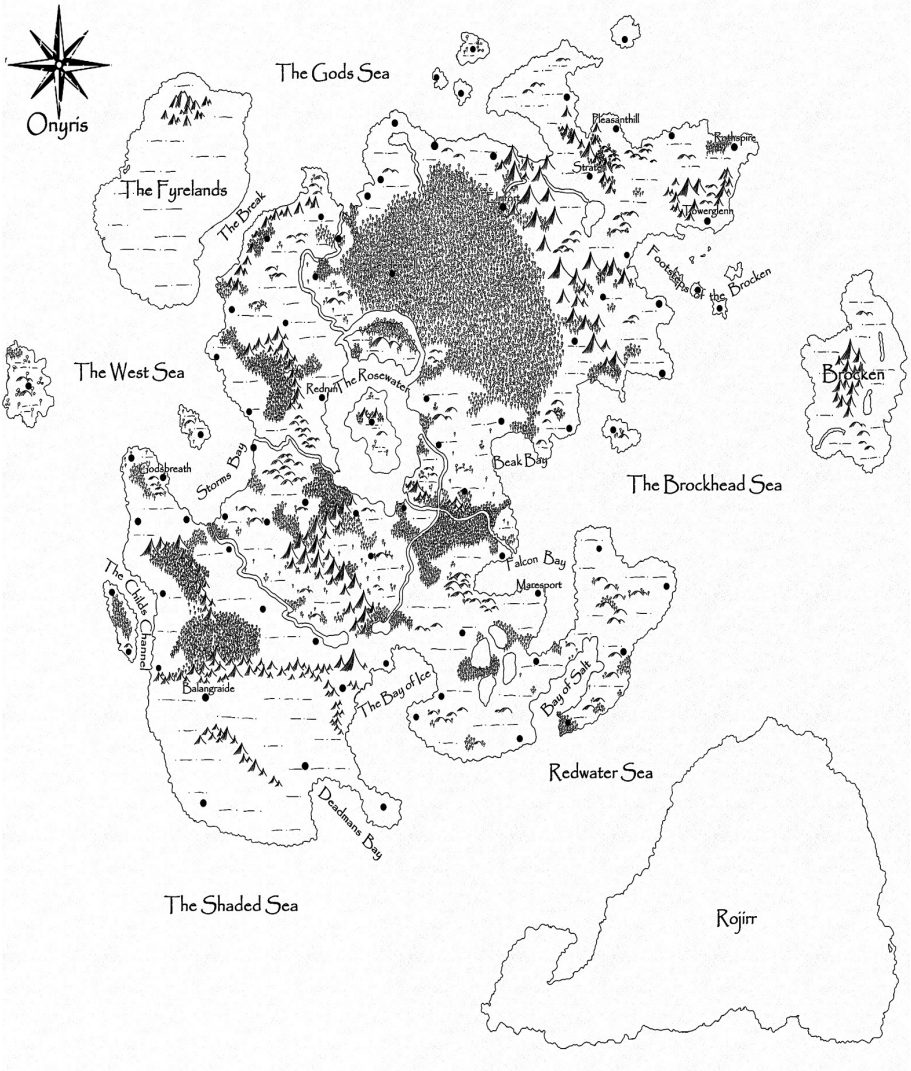 The Gods Sea
Onyris
Pleasanthill
Rothspire
The Fyrelands
Towerglenn
The Break
Footsteps of the Brocken
The West Sea
Brocken
Redrun
The Rosewater
Beak Bay
Godsbreath
Storms Bay
The Brockhead Sea
Falcon Bay
Maresport
The Childs Channel
Balangraide
The Bay of Ice
Bay of Salt
Redwater Sea
Deadmans Bay
The Shaded Sea
Rojirr